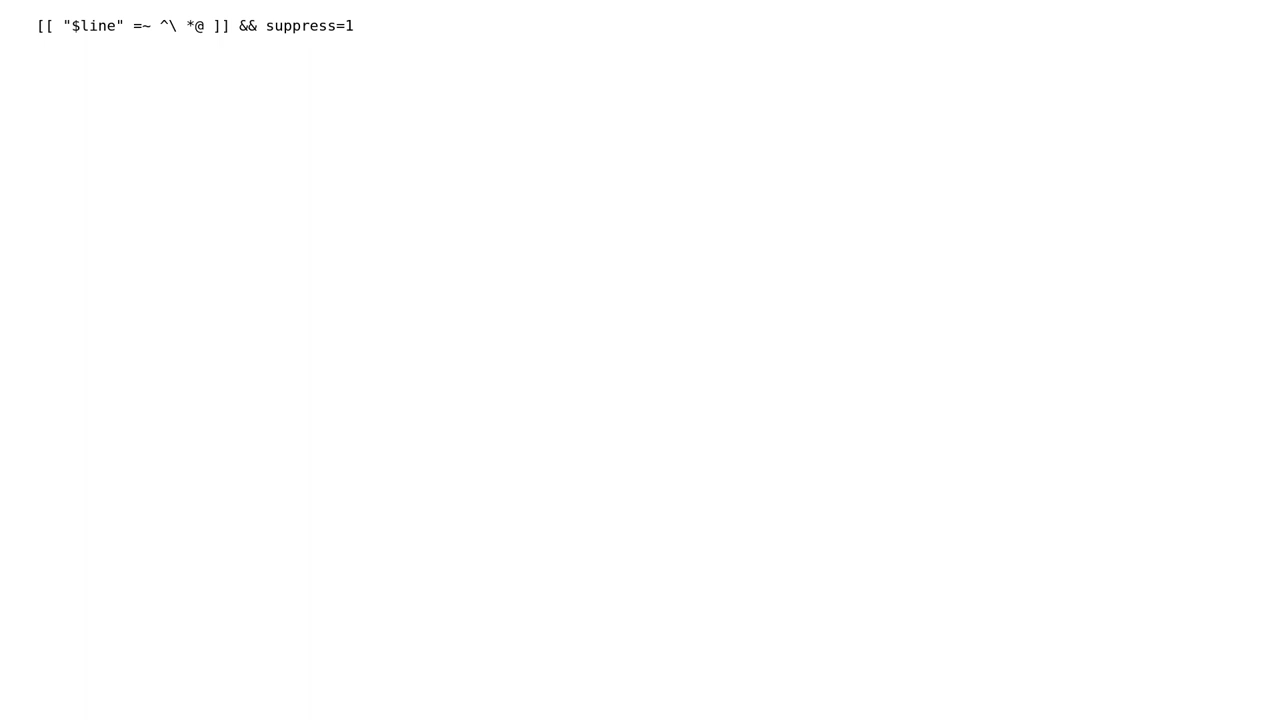 [[ "$line" =~ ^\ *@ ]] && suppress=1